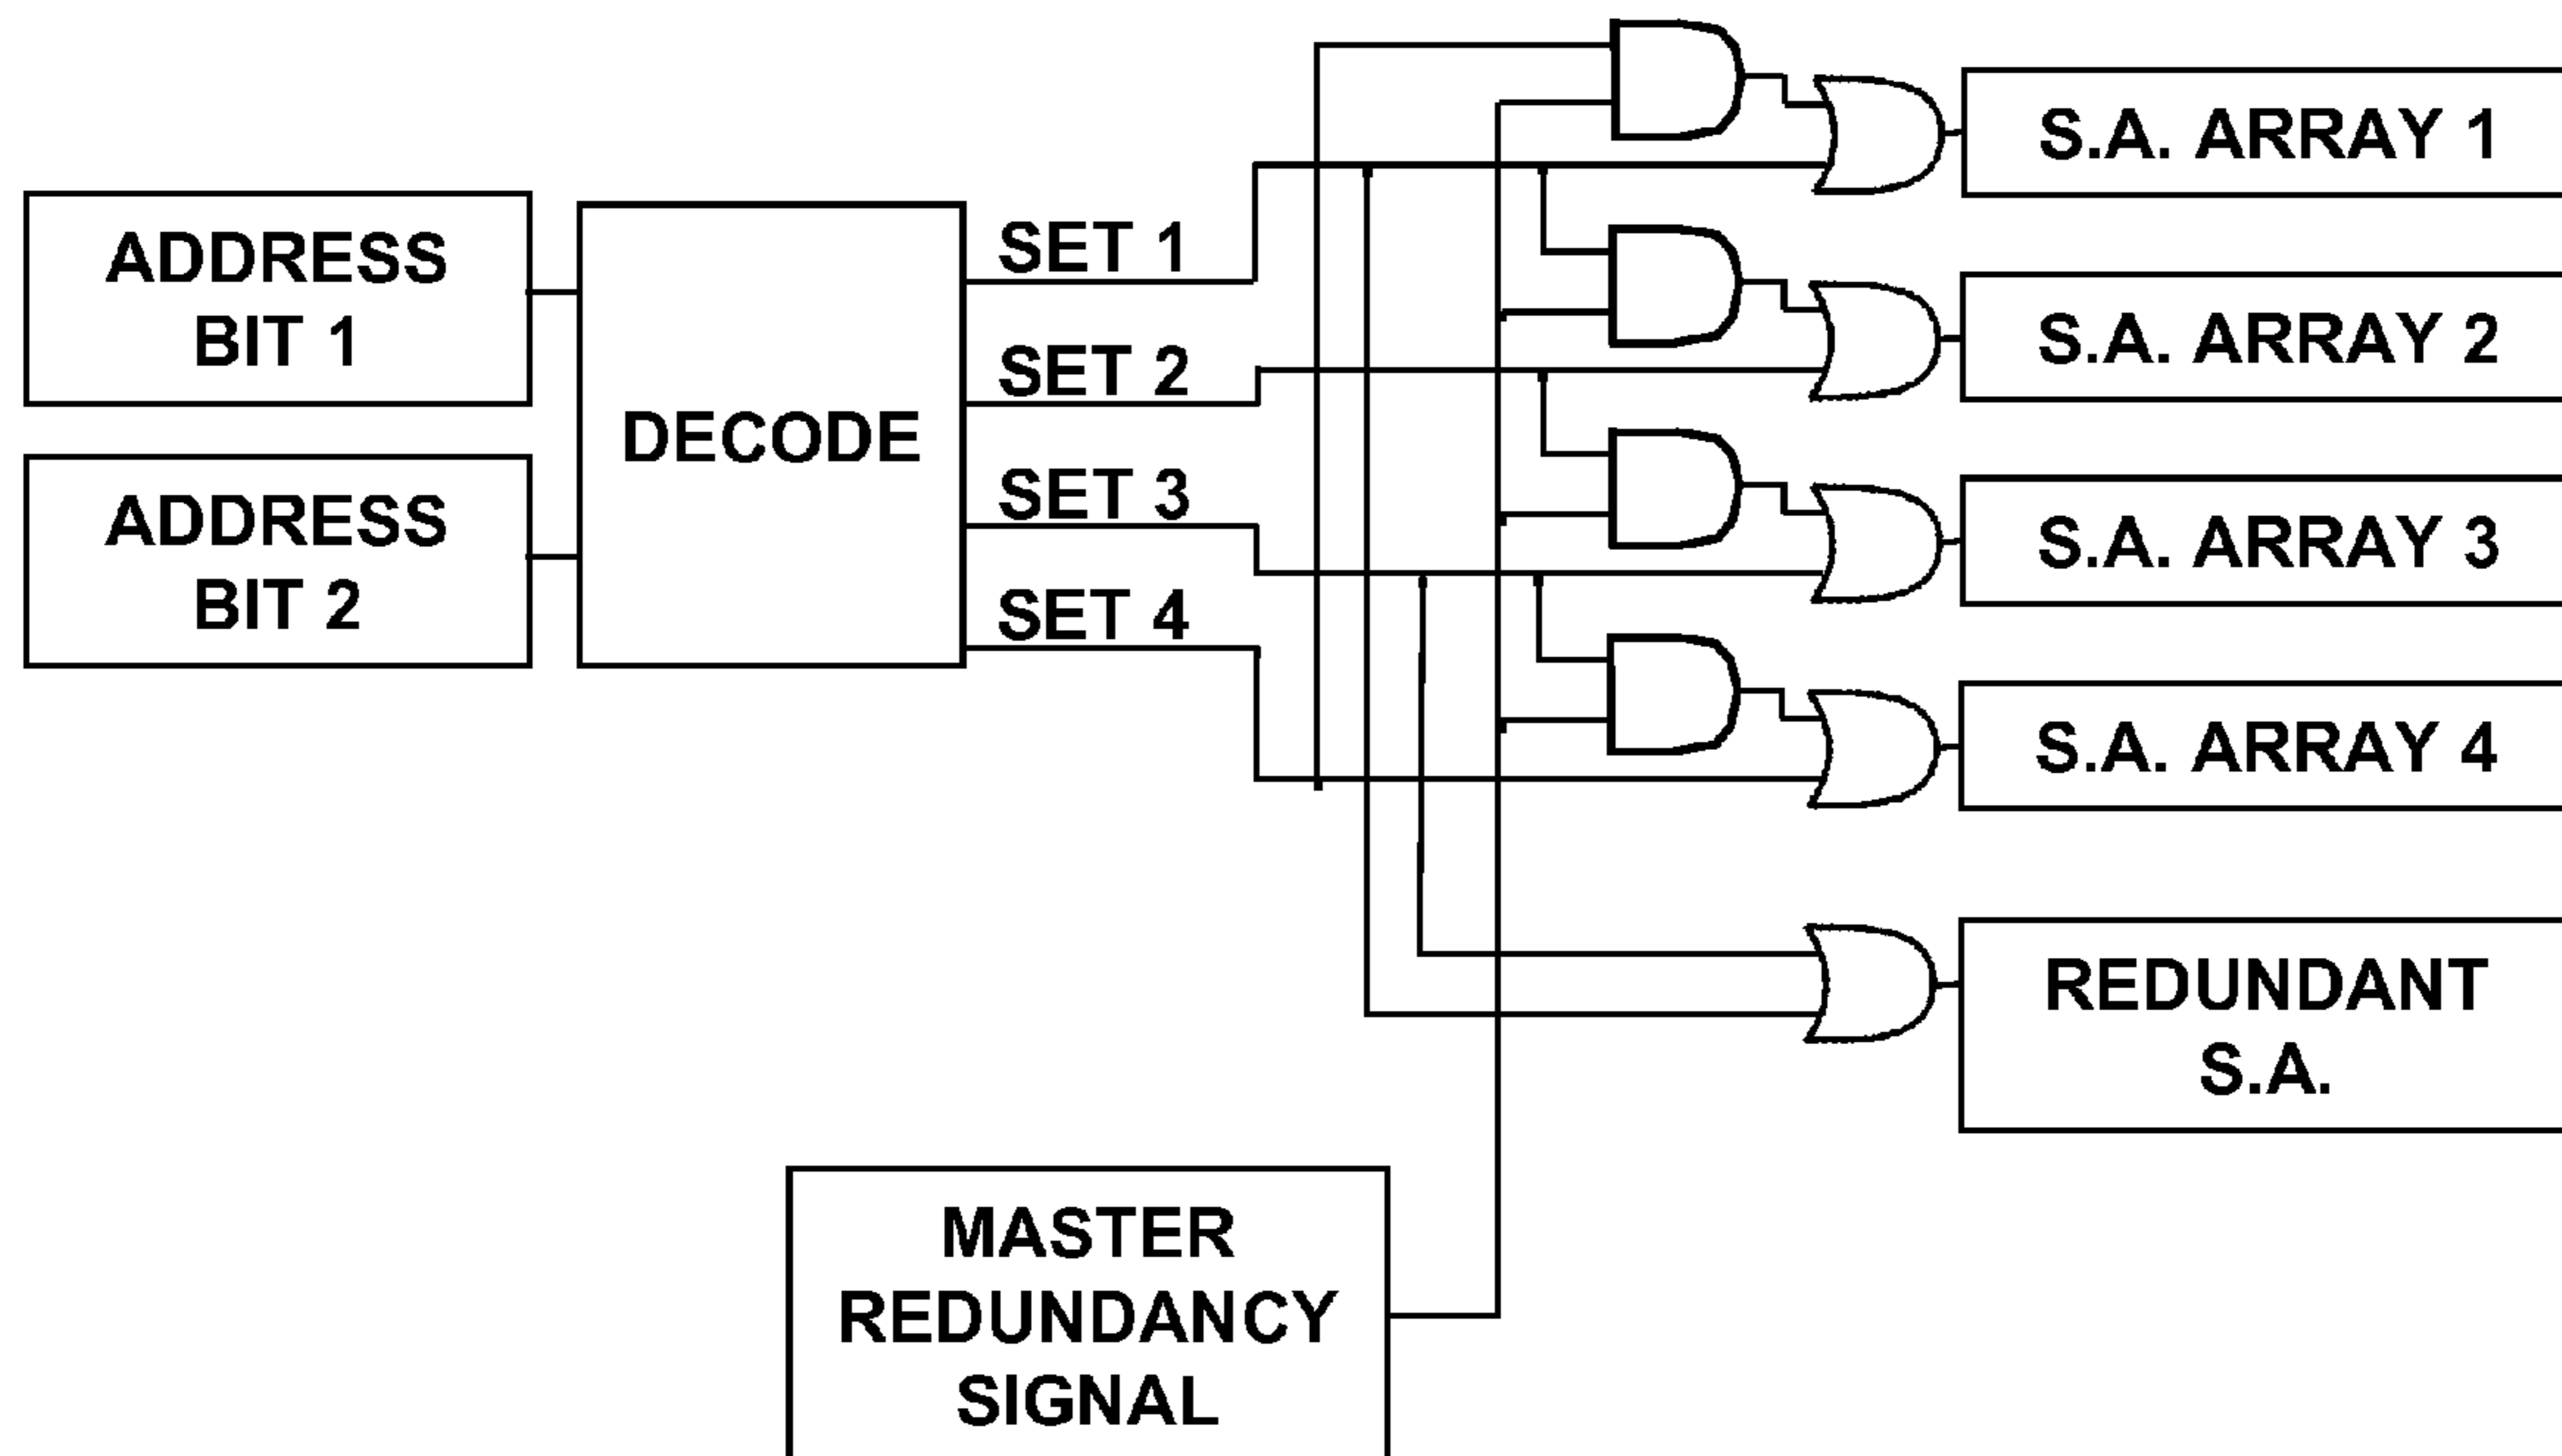 ADDRESS
BIT 1
ADDRESS
BIT 2
DECODE
SET 1
SET 2
SET 3
SET 4
S.A. ARRAY 1
S.A. ARRAY 2
S.A. ARRAY 3
S.A. ARRAY 4
REDUNDANT
S.A.
MASTER
REDUNDANCY
SIGNAL